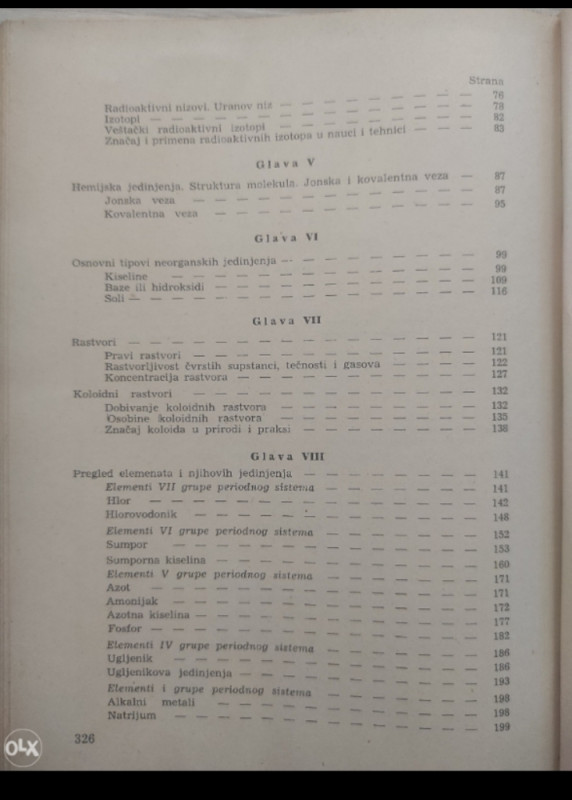 Strana
Radioaktivni nizovi. Uranov niz — — — — — — — — 76
Izotopi — — — — — — — — — — — — — 78
Veštački radioaktivni izotopi — — — — — — — — 82
Značaj i primena radioaktivnih izotopa u nauci i tehnici — — — 83
Glava V
Hemijska jedinjenja. Struktura molekula. Jonska i kovalentna veza — 87
Jonska veza — — — — — — — — — — — 87
Kovalentna veza — — — — — — — — — — 95
Glava VI
Osnovni tipovi neorganskih jedinjenja — — — — — — — — 99
Kiseline — — — — — — — — — — — — 99
Baze ili hidroksidi — — — — — — — — — — 109
Soli — — — — — — — — — — — — — 116
Glava VII
Rastvori — — — — — — — — — — — — — 121
Pravi rastvori — — — — — — — — — — — 121
Rastvorljivost čvrstih supstanci, tečnosti i gasova — — — — 122
Koncentracija rastvora — — — — — — — — — 127
Koloidni rastvori — — — — — — — — — — — 132
Dobivanje koloidnih rastvora — — — — — — — — 132
Osobine koloidnih rastvora — — — — — — — — 135
Značaj koloida u prirodi i praksi — — — — — — — 138
Glava VIII
Pregled elemenata i njihovih jedinjenja — — — — — — — 141
Elementi VII grupe periodnog sistema — — — — — — 141
Hlor — — — — — — — — — — — — 142
Hlorovodonik — — — — — — — — — — — 148
Elementi VI grupe periodnog sistema — — — — — — 152
Sumpor — — — — — — — — — — — — 153
Sumporna kiselina — — — — — — — — — — 160
Elementi V grupe periodnog sistema — — — — — — 171
Azot — — — — — — — — — — — — 171
Amonijak — — — — — — — — — — — — 172
Azotna kiselina — — — — — — — — — — 177
Fosfor — — — — — — — — — — — — 182
Elementi IV grupe periodnog sistema — — — — — — 186
Ugljenik — — — — — — — — — — — 186
Ugljenikova jedinjenja — — — — — — — — — 193
Elementi i grupe periodnog sistema — — — — — — 198
Alkalni metali — — — — — — — — — — 198
Natrijum — — — — — — — — — — — 199
326
OLX